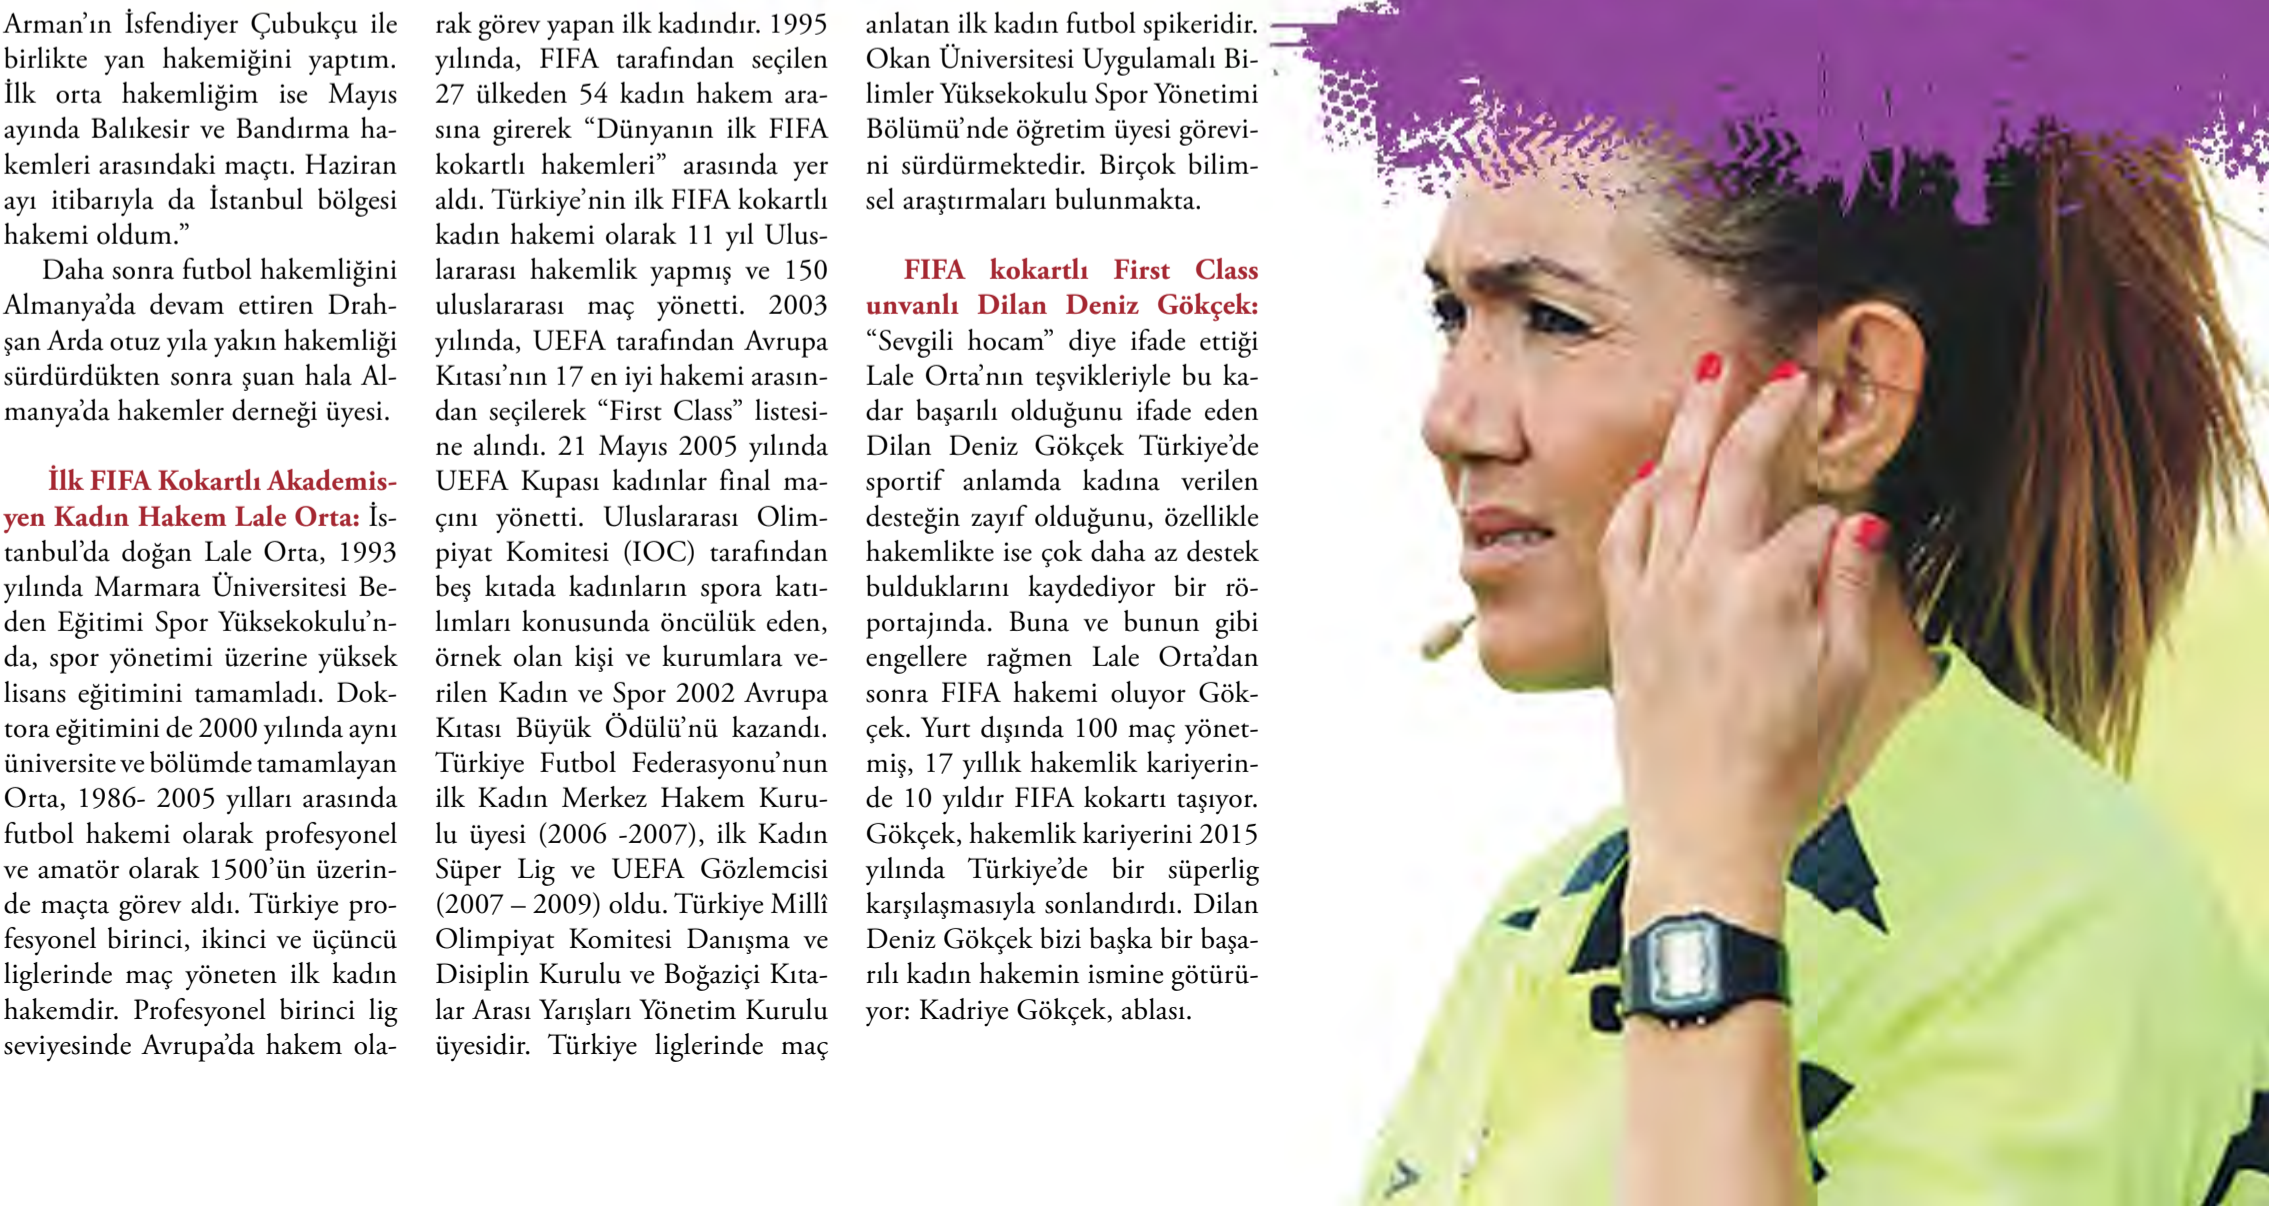 Arman’ın İsfendiyer Çubukçu ile
birlikte yan hakemiğini yaptım.
İlk orta hakemliğim ise Mayıs
ayında Balıkesir ve Bandırma ha-
kemleri arasındaki maçtı. Haziran
ayı itibarıyla da İstanbul bölgesi
hakemi oldum.”
Daha sonra futbol hakemliğini
Almanya’da devam ettiren Drah-
şan Arda otuz yıla yakın hakemliği
sürdürdükten sonra şuan hala Al-
manya’da hakemler derneği üyesi.
İlk FIFA Kokartlı Akademis-
yen Kadın Hakem Lale Orta: İs-
tanbul’da doğan Lale Orta, 1993
yılında Marmara Üniversitesi Be-
den Eğitimi Spor Yüksekokulu’n-
da, spor yönetimi üzerine yüksek
lisans eğitimini tamamladı. Dok-
tora eğitimini de 2000 yılında aynı
üniversite ve bölümde tamamlayan
Orta, 1986- 2005 yılları arasında
futbol hakemi olarak profesyonel
ve amatör olarak 1500’ün üzerin-
de maçta görev aldı. Türkiye pro-
fesyonel birinci, ikinci ve üçüncü
liglerinde maç yöneten ilk kadın
hakemdir. Profesyonel birinci lig
seviyesinde Avrupa’da hakem ola-
rak görev yapan ilk kadındır. 1995
yılında, FIFA tarafından seçilen
27 ülkeden 54 kadın hakem ara-
sına girerek “Dünyanın ilk FIFA
kokartlı hakemleri” arasında yer
aldı. Türkiye’nin ilk FIFA kokartlı
kadın hakemi olarak 11 yıl Ulus-
lararası hakemlik yapmış ve 150
uluslararası maç yönetti. 2003
yılında, UEFA tarafından Avrupa
Kıtası’nın 17 en iyi hakemi arasın-
dan seçilerek “First Class” listesi-
ne alındı. 21 Mayıs 2005 yılında
UEFA Kupası kadınlar final ma-
çını yönetti. Uluslararası Olim-
piyat Komitesi (IOC) tarafından
beş kıtada kadınların spora katı-
lımları konusunda öncülük eden,
örnek olan kişi ve kurumlara ve-
rilen Kadın ve Spor 2002 Avrupa
Kıtası Büyük Ödülü’nü kazandı.
Türkiye Futbol Federasyonu’nun
ilk Kadın Merkez Hakem Kuru-
lu üyesi (2006 -2007), ilk Kadın
Süper Lig ve UEFA Gözlemcisi
(2007 – 2009) oldu. Türkiye Millî
Olimpiyat Komitesi Danışma ve
Disiplin Kurulu ve Boğaziçi Kıta-
lar Arası Yarışları Yönetim Kurulu
üyesidir. Türkiye liglerinde maç
anlatan ilk kadın futbol spikeridir.
Okan Üniversitesi Uygulamalı Bi-
limler Yüksekokulu Spor Yönetimi
Bölümü’nde öğretim üyesi görevi-
ni sürdürmektedir. Birçok bilim-
sel araştırmaları bulunmakta.
FIFA kokartlı First Class
unvanlı Dilan Deniz Gökçek:
“Sevgili hocam” diye ifade ettiği
Lale Orta’nın teşvikleriyle bu ka-
dar başarılı olduğunu ifade eden
Dilan Deniz Gökçek Türkiye’de
sportif anlamda kadına verilen
desteğin zayıf olduğunu, özellikle
hakemlikte ise çok daha az destek
bulduklarını kaydediyor bir rö-
portajında. Buna ve bunun gibi
engellere rağmen Lale Orta’dan
sonra FIFA hakemi oluyor Gök-
çek. Yurt dışında 100 maç yönet-
miş, 17 yıllık hakemlik kariyerin-
de 10 yıldır FIFA kokartı taşıyor.
Gökçek, hakemlik kariyerini 2015
yılında Türkiye’de bir süperlig
karşılaşmasıyla sonlandırdı. Dilan
Deniz Gökçek bizi başka bir başa-
rılı kadın hakemin ismine götürü-
yor: Kadriye Gökçek, ablası.